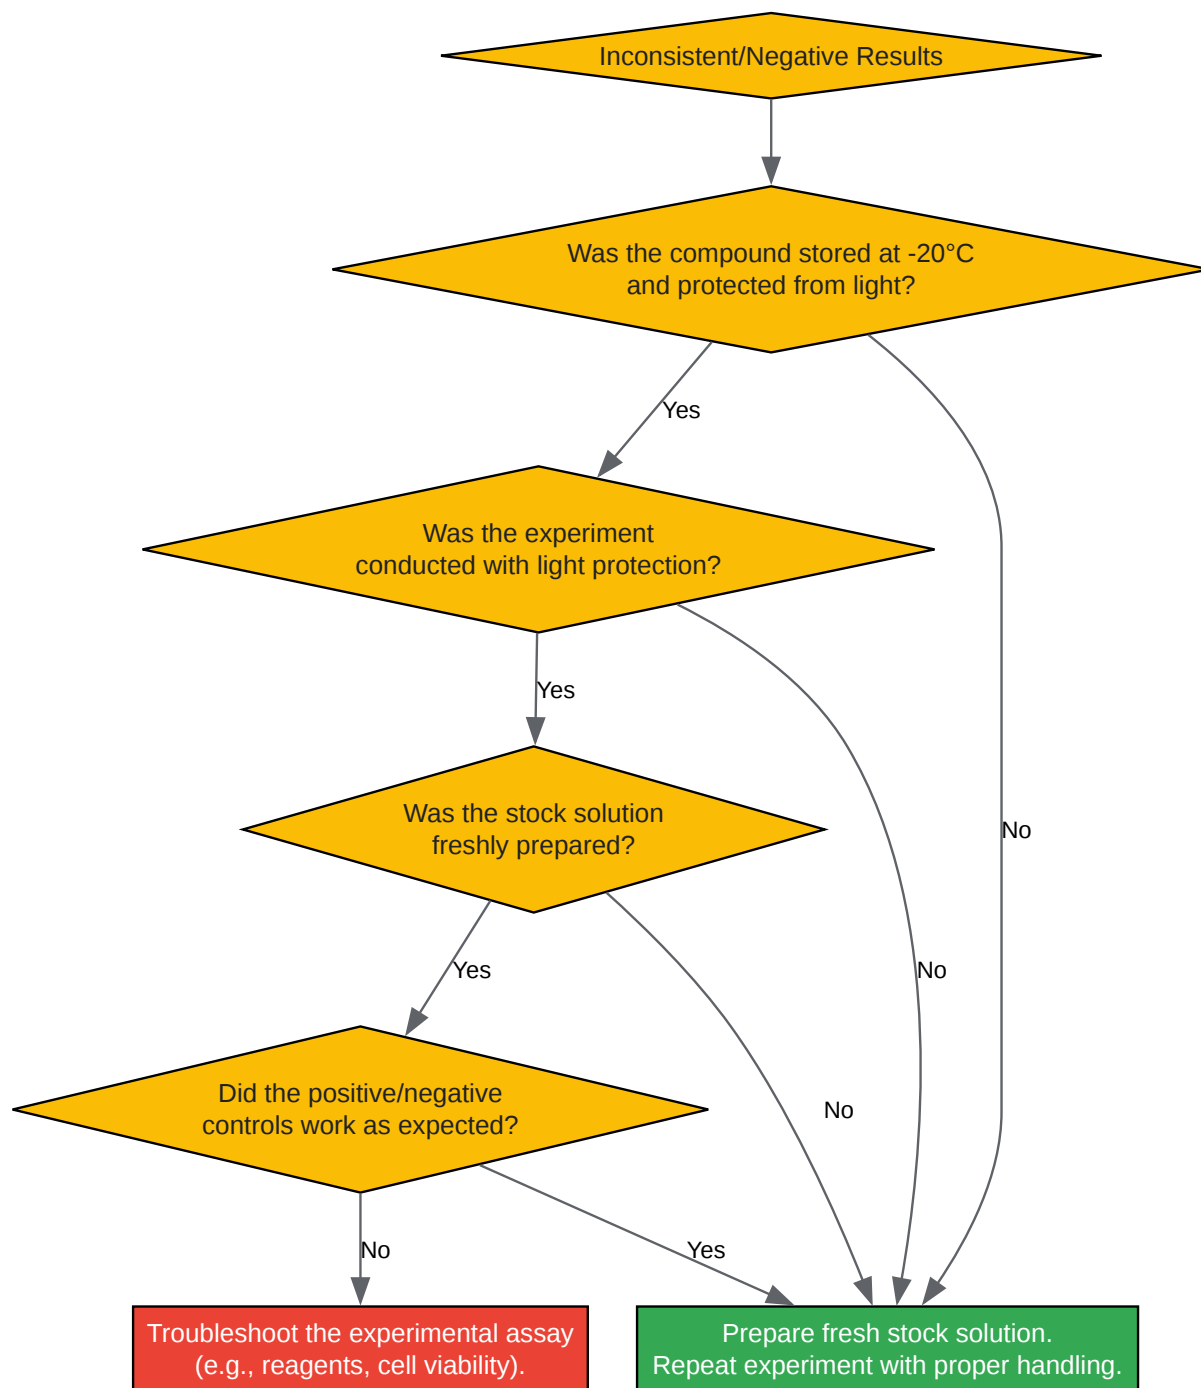 Inconsistent/Negative Results
Was the compound stored at -20°C
and protected from light?
Yes
Was the experiment
conducted with light protection?
Yes
Was the stock solution
freshly prepared?
No
Yes
No
Did the positive/negative
controls work as expected?
No
No
Yes
Troubleshoot the experimental assay
(e.g., reagents, cell viability).
Prepare fresh stock solution.
Repeat experiment with proper handling.